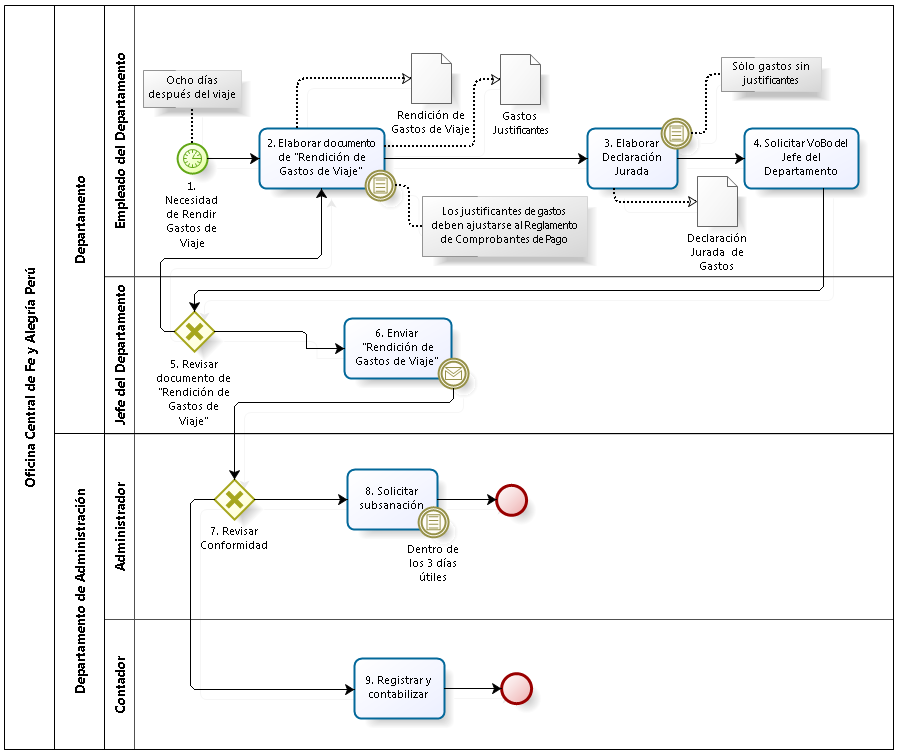 Oficina Central de Fe y Alegría Perú
Departamento
Empleado del Departamento
Ocho días
después del viaje
1.
Necesidad
de Rendir
Gastos de
Viaje
2. Elaborar documento
de "Rendición de
Gastos de Viaje"
Rendición de
Gastos de Viaje
Gastos
Justificantes
Los justificantes de gastos
deben ajustarse al Reglamento
de Comprobantes de Pago
3. Elaborar
Declaración
Jurada
Sólo gastos sin
justificantes
Declaración
Jurada de
Gastos
4. Solicitar VoBo del
Jefe del
Departamento
Jefe del Departamento
5. Revisar
documento de
"Rendición de
Gastos de
Viaje"
6. Enviar
"Rendición de
Gastos de Viaje"
Departamento de Administración
Administrador
7. Revisar
Conformidad
8. Solicitar
subsanación
Dentro de
los 3 días
útiles
Contador
9. Registrar y
contabilizar